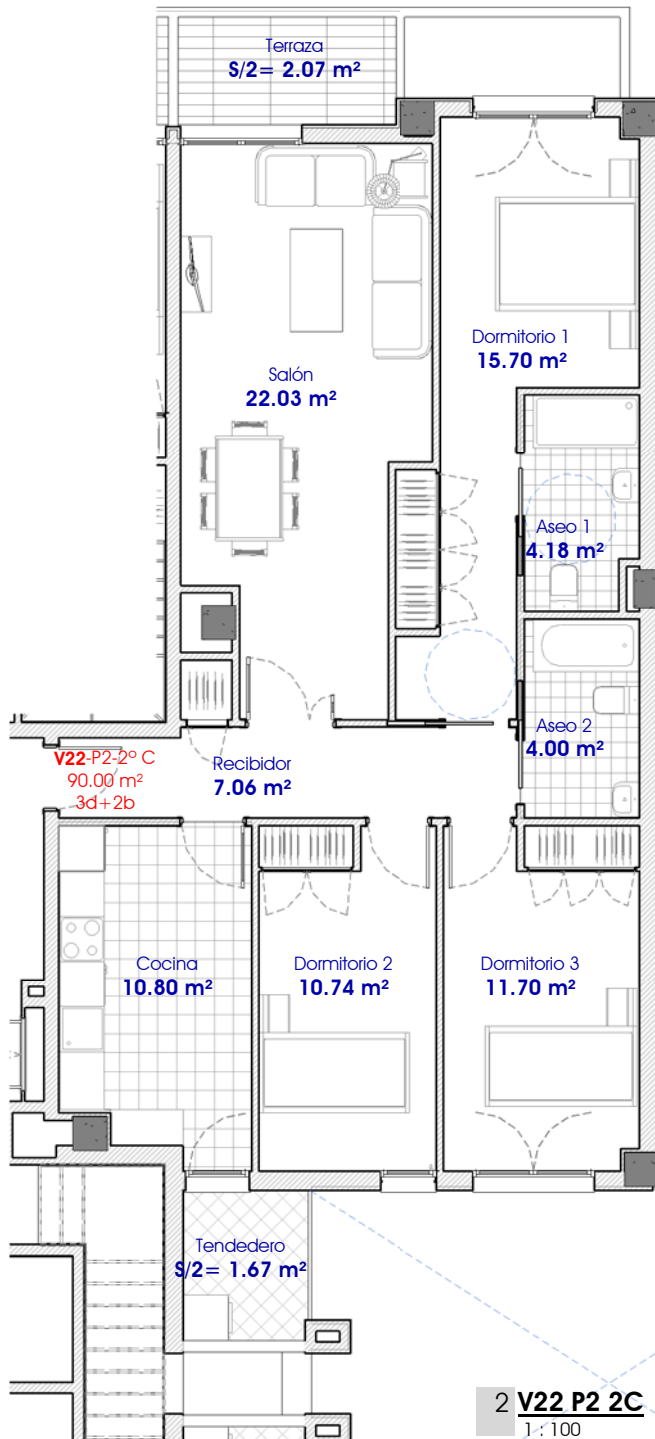 Terraza
S/2= 2.07 m²
Dormitorio 1
15.70 m²
Salón
22.03 m²
Aseo 1
4.18 m²
Aseo 2
4.00 m²
V22-P2-2º C
90.00 m²
3d+2b
Recibidor
7.06 m²
Cocina
10.80 m²
Dormitorio 2
10.74 m²
Dormitorio 3
11.70 m²
Tendedero
S/2= 1.67 m²
2 V22 P2 2C
1 : 100